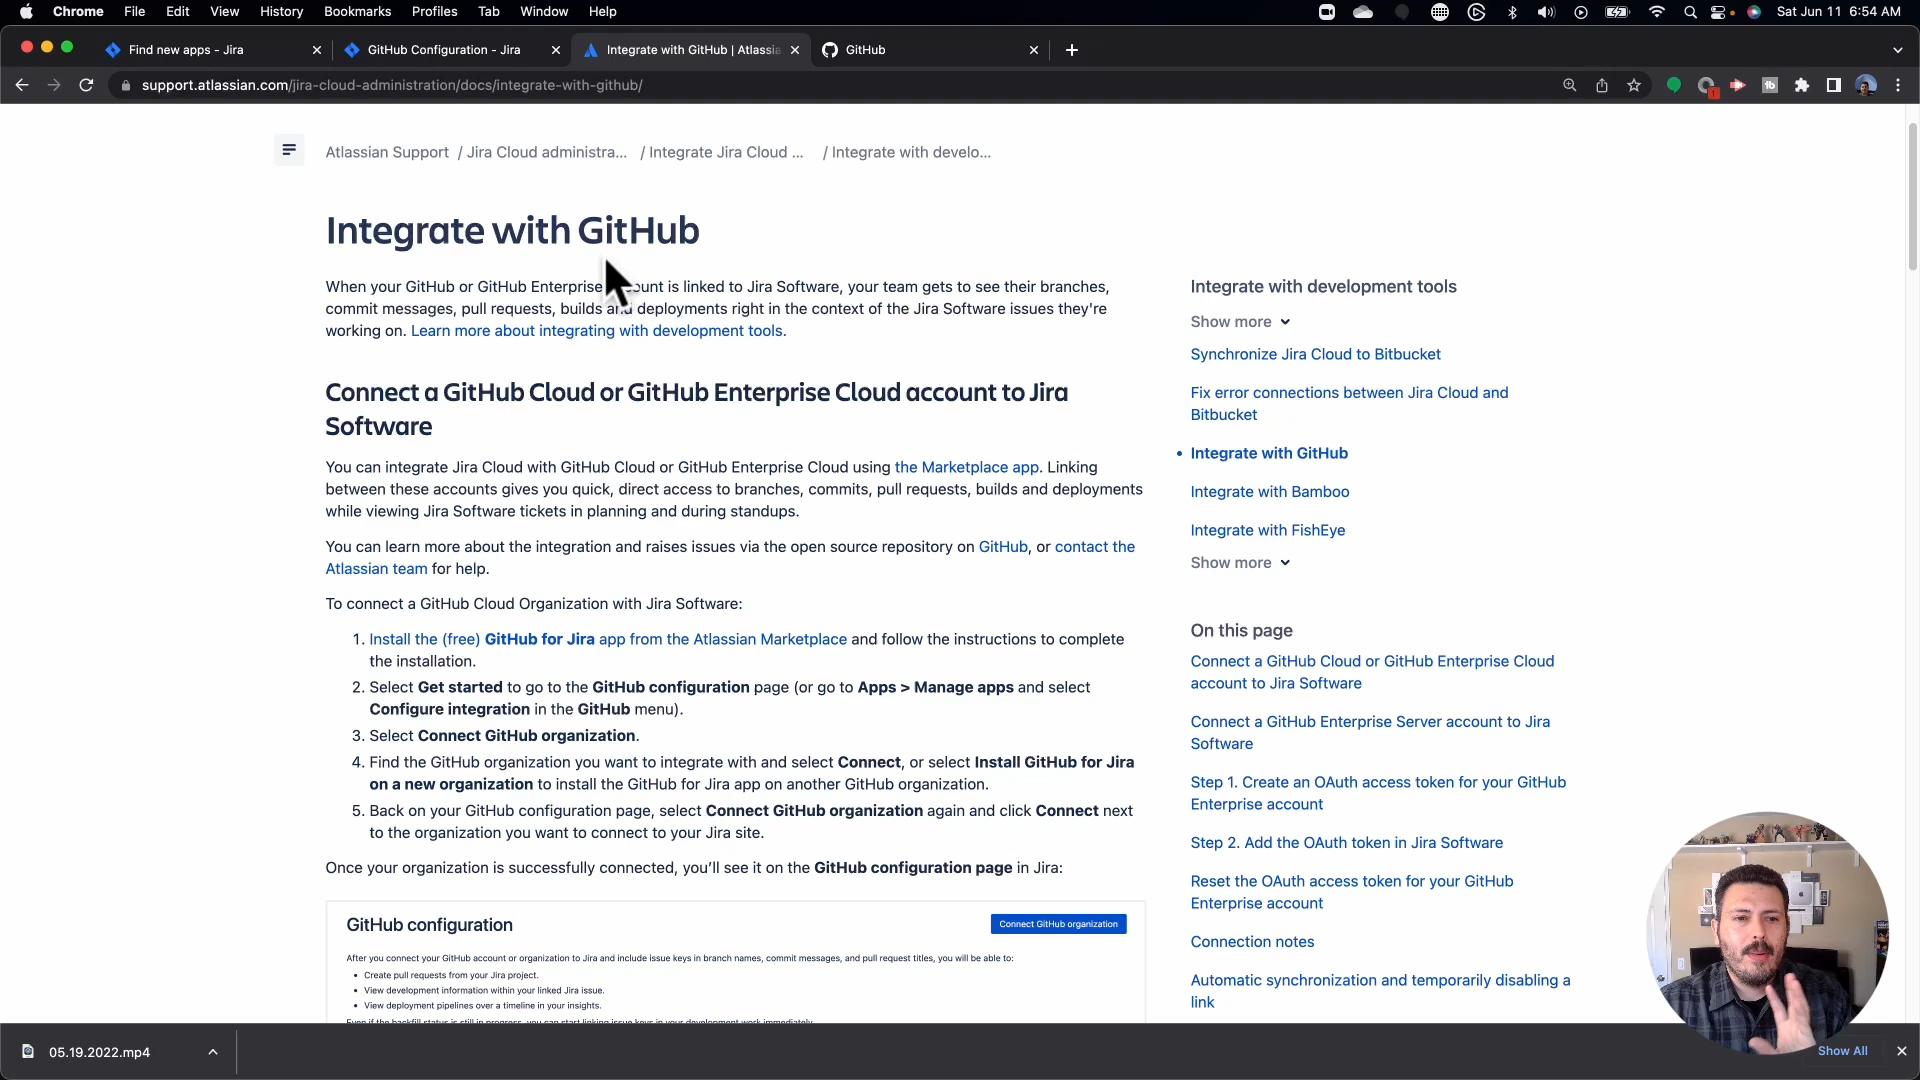 Chrome File Edit View History Bookmarks Profiles Tab Window Help Sat Jun 11 6:54 AM
Find new apps - Jira
GitHub Configuration - Jira
Integrate with GitHub | Atlassia
GitHub
support.atlassian.com/jira-cloud-administration/docs/integrate-with-github/
Atlassian Support / Jira Cloud administra... / Integrate Jira Cloud ... / Integrate with develo...
Integrate with GitHub
When your GitHub or GitHub Enterprise is linked to Jira Software, your team gets to see their branches,
commit messages, pull requests, builds and deployments right in the context of the Jira Software issues they're
working on. Learn more about integrating with development tools.
Connect a GitHub Cloud or GitHub Enterprise Cloud account to Jira
Software
You can integrate Jira Cloud with GitHub Cloud or GitHub Enterprise Cloud using the Marketplace app. Linking
between these accounts gives you quick, direct access to branches, commits, pull requests, builds and deployments
while viewing Jira Software tickets in planning and during standups.
You can learn more about the integration and raises issues via the open source repository on GitHub, or contact the
Atlassian team for help.
To connect a GitHub Cloud Organization with Jira Software:
1. Install the (free) GitHub for Jira app from the Atlassian Marketplace and follow the instructions to complete
the installation.
2. Select Get started to go to the GitHub configuration page (or go to Apps > Manage apps and select
Configure integration in the GitHub menu).
3. Select Connect GitHub organization.
4. Find the GitHub organization you want to integrate with and select Connect, or select Install GitHub for Jira
on a new organization to install the GitHub for Jira app on another GitHub organization.
5. Back on your GitHub configuration page, select Connect GitHub organization again and click Connect next
to the organization you want to connect to your Jira site.
Once your organization is successfully connected, you'll see it on the GitHub configuration page in Jira:
GitHub configuration
Connect GitHub organization
After you connect your GitHub account or organization to Jira and include issue keys in branch names, commit messages, and pull request titles, you will be able to:
• Create pull requests from your Jira project.
• View development information within your linked Jira issue.
• View deployment pipelines over a timeline in your insights.
Even if the backfill status is still in progress, you can start linking issue keys in your development work immediately.
Integrate with development tools
Show more
Synchronize Jira Cloud to Bitbucket
Fix error connections between Jira Cloud and
Bitbucket
• Integrate with GitHub
Integrate with Bamboo
Integrate with FishEye
Show more
On this page
Connect a GitHub Cloud or GitHub Enterprise Cloud
account to Jira Software
Connect a GitHub Enterprise Server account to Jira
Software
Step 1. Create an OAuth access token for your GitHub
Enterprise account
Step 2. Add the OAuth token in Jira Software
Reset the OAuth access token for your GitHub
Enterprise account
Connection notes
Automatic synchronization and temporarily disabling a
link
05.19.2022.mp4
Show All